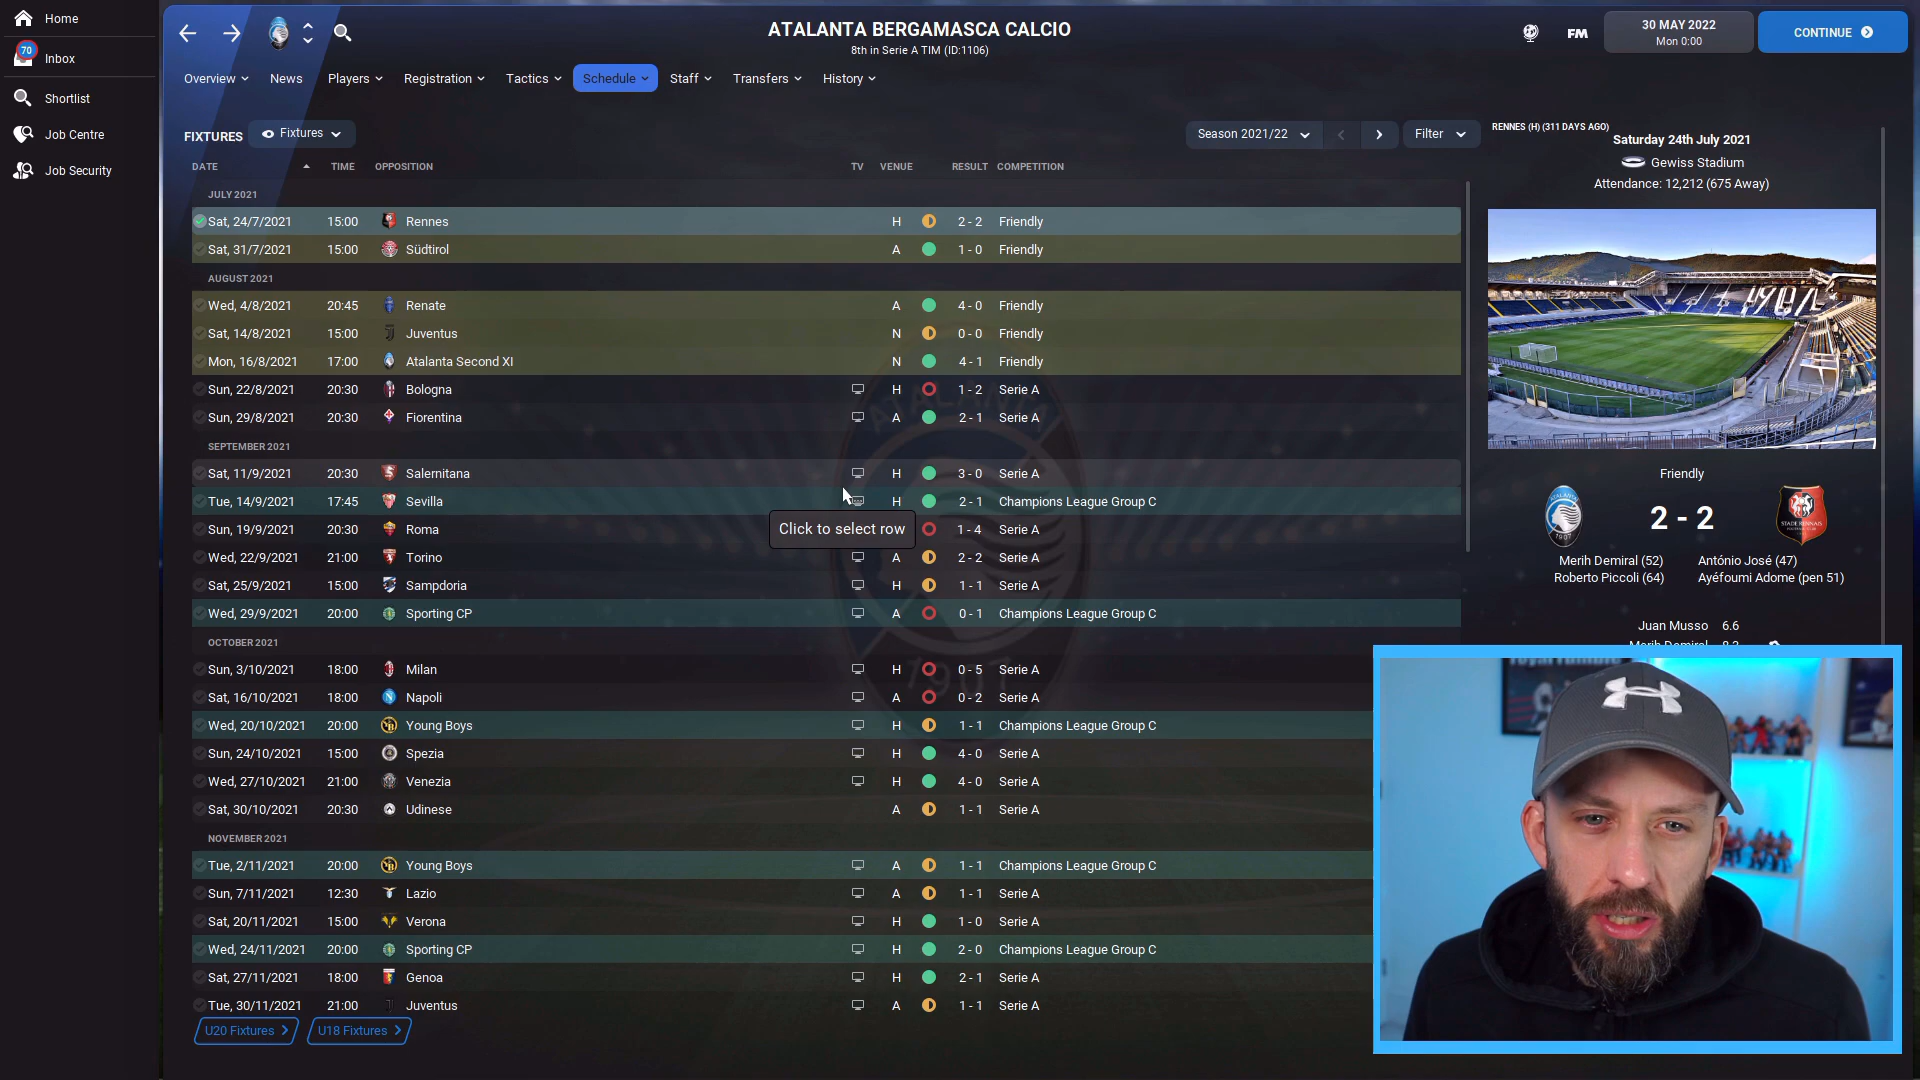 Home
70
Inbox
Shortlist
Job Centre
Job Security
ATALANTA BERGAMASCA CALCIO
8th in Serie A TIM (ID:1106)
FM
30 MAY 2022
Mon 0:00
CONTINUE
Overview News Players Registration Tactics Schedule Staff Transfers History
FIXTURES Fixtures
Season 2021/22 Filter
DATE TIME OPPOSITION TV VENUE RESULT COMPETITION
JULY 2021
Sat, 24/7/2021 15:00 Rennes H 2 - 2 Friendly
Sat, 31/7/2021 15:00 Südtirol A 1 - 0 Friendly
AUGUST 2021
Wed, 4/8/2021 20:45 Renate A 4 - 0 Friendly
Sat, 14/8/2021 15:00 Juventus N 0 - 0 Friendly
Mon, 16/8/2021 17:00 Atalanta Second XI N 4 - 1 Friendly
Sun, 22/8/2021 20:30 Bologna H 1 - 2 Serie A
Sun, 29/8/2021 20:30 Fiorentina A 2 - 1 Serie A
SEPTEMBER 2021
Sat, 11/9/2021 20:30 Salernitana H 3 - 0 Serie A
Tue, 14/9/2021 17:45 Sevilla H 2 - 1 Champions League Group C
Sun, 19/9/2021 20:30 Roma 1 - 4 Serie A
Click to select row
Wed, 22/9/2021 21:00 Torino A 2 - 2 Serie A
Sat, 25/9/2021 15:00 Sampdoria H 1 - 1 Serie A
Wed, 29/9/2021 20:00 Sporting CP A 0 - 1 Champions League Group C
OCTOBER 2021
Sun, 3/10/2021 18:00 Milan H 0 - 5 Serie A
Sat, 16/10/2021 18:00 Napoli A 0 - 2 Serie A
Wed, 20/10/2021 20:00 Young Boys H 1 - 1 Champions League Group C
Sun, 24/10/2021 15:00 Spezia H 4 - 0 Serie A
Wed, 27/10/2021 21:00 Venezia H 4 - 0 Serie A
Sat, 30/10/2021 20:30 Udinese A 1 - 1 Serie A
NOVEMBER 2021
Tue, 2/11/2021 20:00 Young Boys A 1 - 1 Champions League Group C
Sun, 7/11/2021 12:30 Lazio A 1 - 1 Serie A
Sat, 20/11/2021 15:00 Verona H 1 - 0 Serie A
Wed, 24/11/2021 20:00 Sporting CP H 2 - 0 Champions League Group C
Sat, 27/11/2021 18:00 Genoa H 2 - 1 Serie A
Tue, 30/11/2021 21:00 Juventus A 1 - 1 Serie A
U20 Fixtures U18 Fixtures
RENNES (H) (311 DAYS AGO)
Saturday 24th July 2021
Gewiss Stadium
Attendance: 12,212 (675 Away)
Friendly
2 - 2
Merih Demiral (52) António José (47)
Roberto Piccoli (64) Ayéfoumi Adome (pen 51)
Juan Musso 6.6
ATALANTA
1907